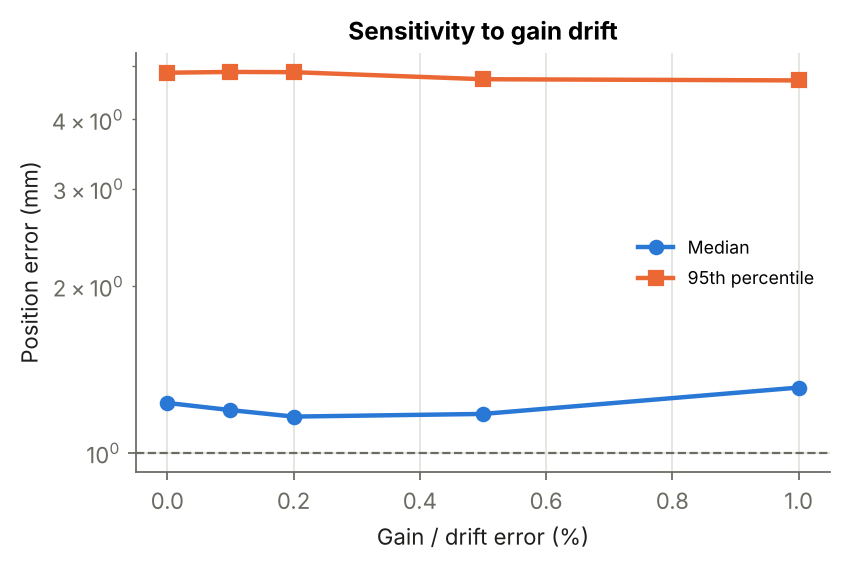 Sensitivity to gain drift
Position error (mm)
4 × 10⁰
3 × 10⁰
2 × 10⁰
10⁰
Median
95th percentile
0.0 0.2 0.4 0.6 0.8 1.0
Gain / drift error (%)